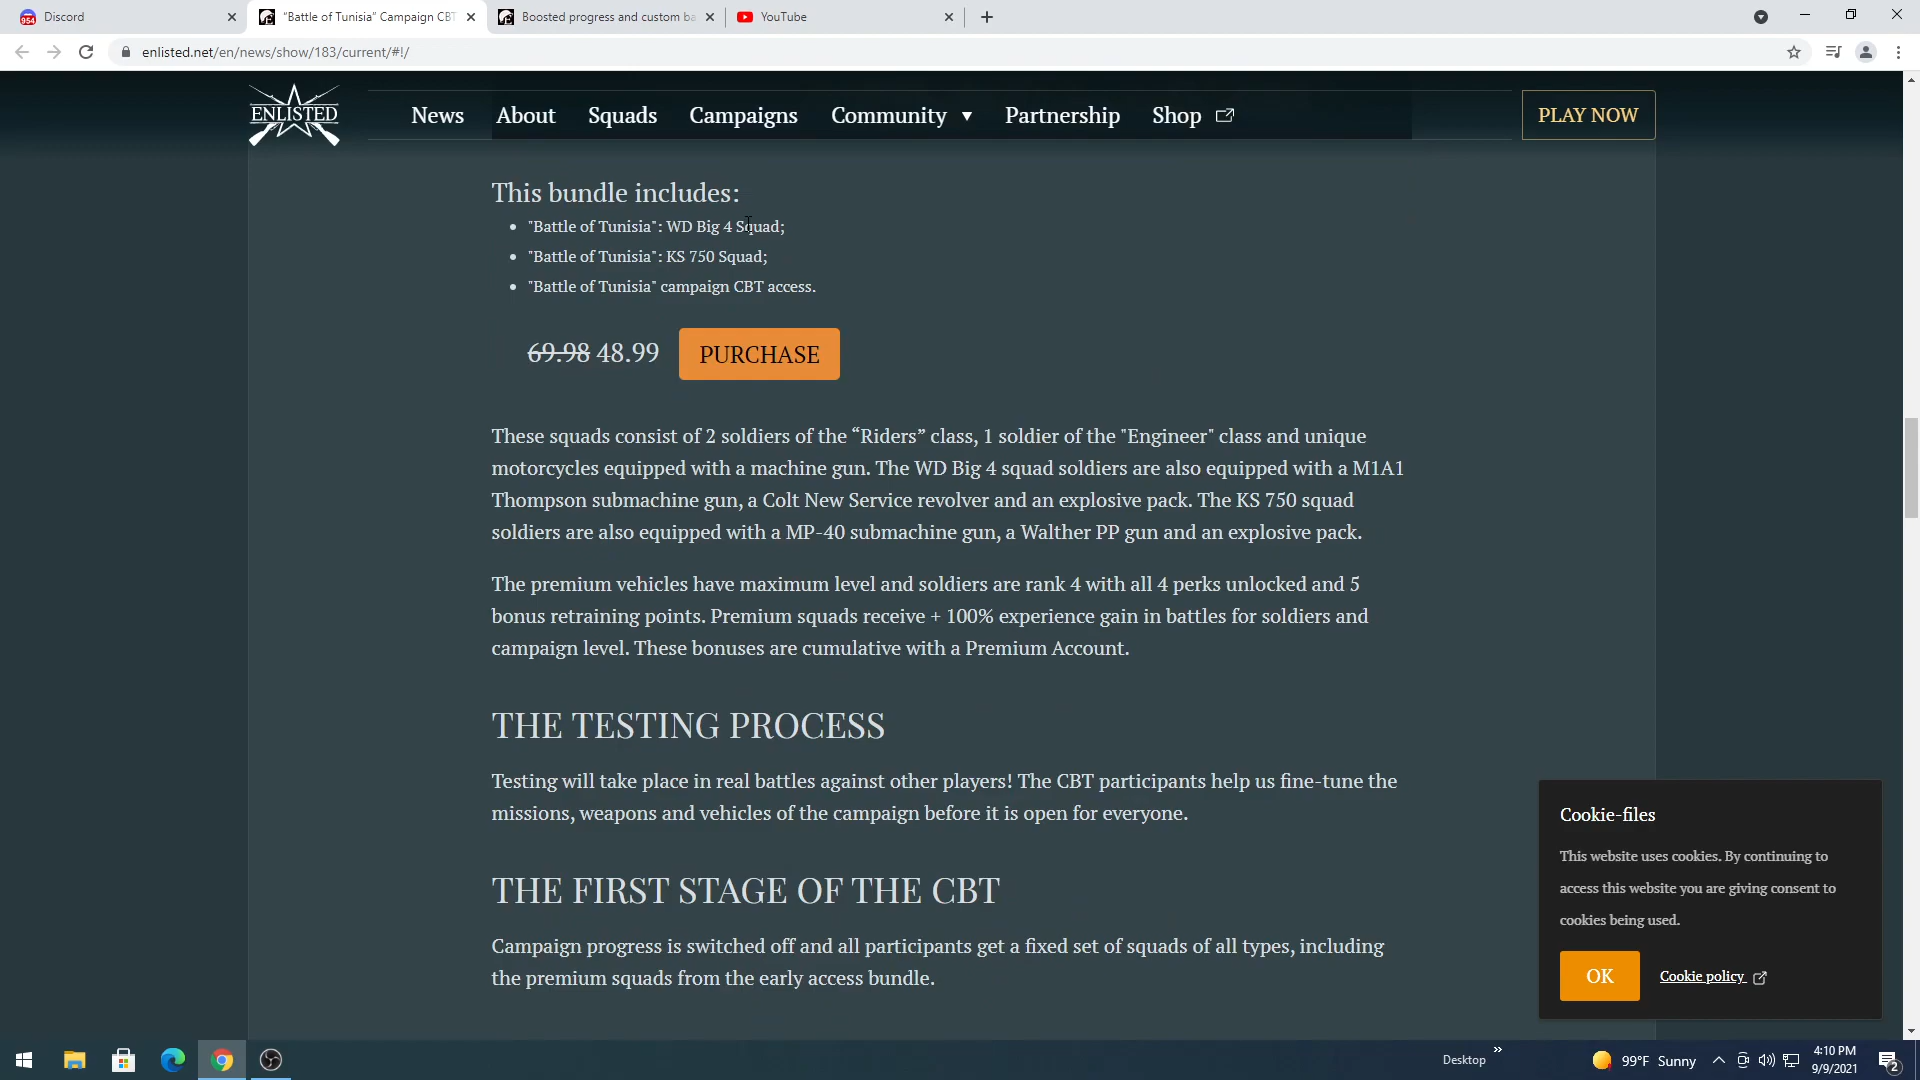 954
Discord
"Battle of Tunisia" Campaign CBT
Boosted progress and custom ba
YouTube
enlisted.net/en/news/show/183/current/#!/
ENLISTED
News
About
Squads
Campaigns
Community
Partnership
Shop
PLAY NOW
This bundle includes:
"Battle of Tunisia": WD Big 4 Squad;
"Battle of Tunisia": KS 750 Squad;
"Battle of Tunisia" campaign CBT access.
69.98 48.99
PURCHASE
These squads consist of 2 soldiers of the “Riders” class, 1 soldier of the "Engineer" class and unique
motorcycles equipped with a machine gun. The WD Big 4 squad soldiers are also equipped with a M1A1
Thompson submachine gun, a Colt New Service revolver and an explosive pack. The KS 750 squad
soldiers are also equipped with a MP-40 submachine gun, a Walther PP gun and an explosive pack.
The premium vehicles have maximum level and soldiers are rank 4 with all 4 perks unlocked and 5
bonus retraining points. Premium squads receive + 100% experience gain in battles for soldiers and
campaign level. These bonuses are cumulative with a Premium Account.
THE TESTING PROCESS
Testing will take place in real battles against other players! The CBT participants help us fine-tune the
missions, weapons and vehicles of the campaign before it is open for everyone.
THE FIRST STAGE OF THE CBT
Campaign progress is switched off and all participants get a fixed set of squads of all types, including
the premium squads from the early access bundle.
Cookie-files
This website uses cookies. By continuing to
access this website you are giving consent to
cookies being used.
OK
Cookie policy
Desktop
99°F Sunny
4:10 PM
9/9/2021
2